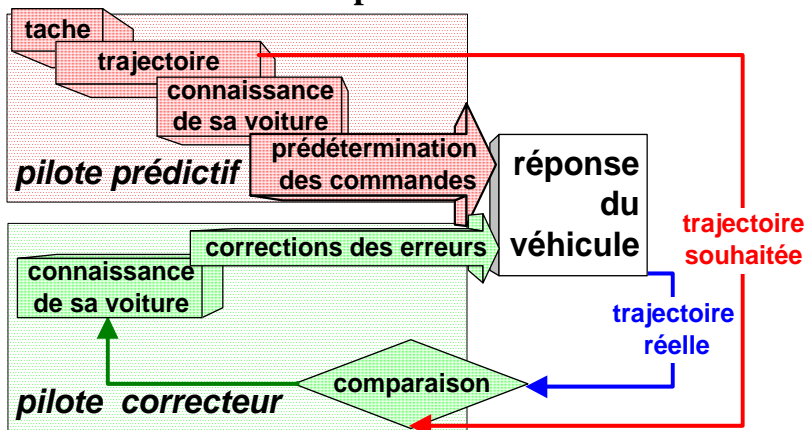 tache
trajectoire
connaissance
de sa voiture
prédétermination
des commandes
pilote prédictif
réponse
du
véhicule
trajectoire
souhaitée
corrections des erreurs
connaissance
de sa voiture
trajectoire
réelle
comparaison
pilote correcteur